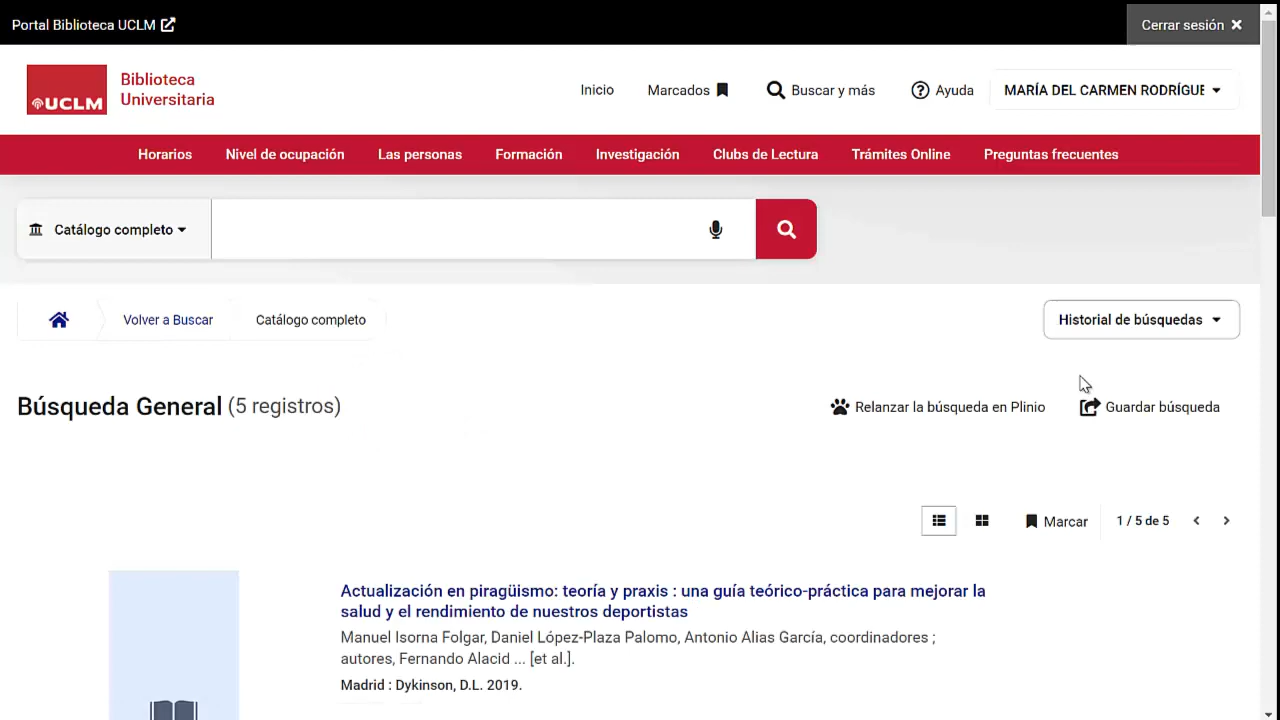 Portal Biblioteca UCLM
Cerrar sesión
UCLM
Biblioteca
Universitaria
Inicio
Marcados
Buscar y más
Ayuda
MARÍA DEL CARMEN RODRÍGUE
Horarios
Nivel de ocupación
Las personas
Formación
Investigación
Clubs de Lectura
Trámites Online
Preguntas frecuentes
Catálogo completo
Volver a Buscar
Catálogo completo
Historial de búsquedas
Búsqueda General (5 registros)
Relanzar la búsqueda en Plinio
Guardar búsqueda
Marcar
1 / 5 de 5
Actualización en piragüismo: teoría y praxis : una guía teórico-práctica para mejorar la
salud y el rendimiento de nuestros deportistas
Manuel Isorna Folgar, Daniel López-Plaza Palomo, Antonio Alias García, coordinadores ;
autores, Fernando Alacid ... [et al.].
Madrid : Dykinson, D.L. 2019.